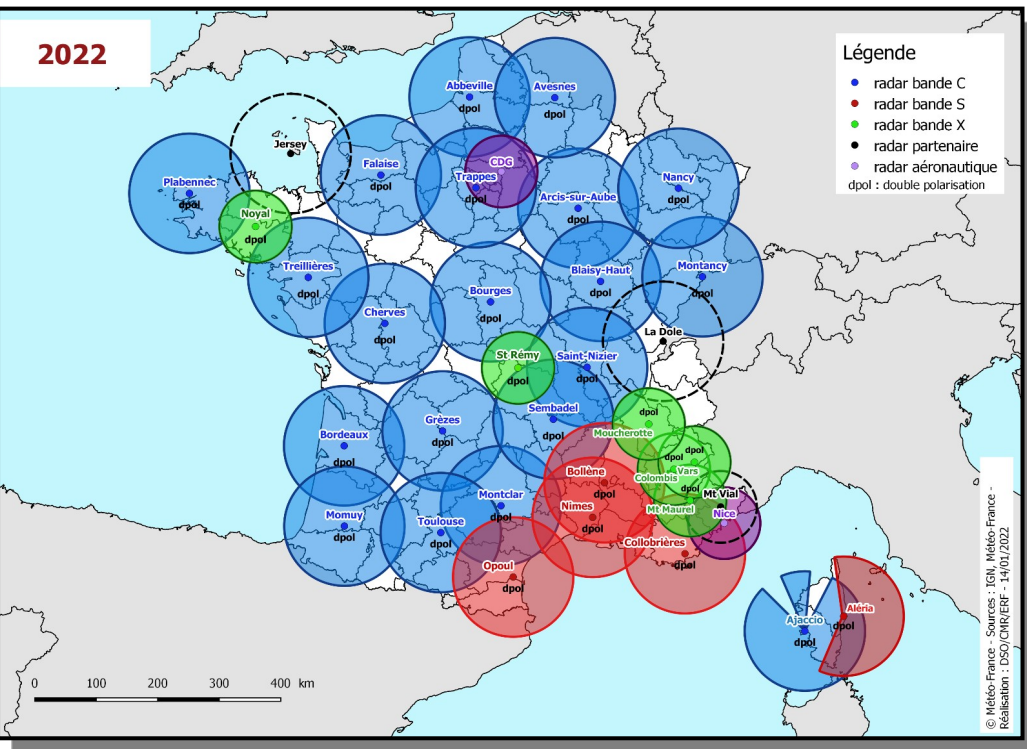 2022
Légende
radar bande C
radar bande S
radar bande X
radar partenaire
radar aéronautique
dpol : double polarisation
Abbeville
dpol
Avesnes
dpol
Jersey
Plabennec
dpol
Noyal
dpol
Falaise
dpol
CDG
Trappes
dpol
Arcis-sur-Aube
dpol
Nancy
dpol
Treillières
dpol
Cherves
dpol
Bourges
dpol
Blaisy-Haut
dpol
Montancy
dpol
La Dole
St Rémy
dpol
Saint-Nizier
dpol
Sembadel
dpol
Grèzes
dpol
Bordeaux
dpol
dpol
Moucherotte
dpol
dpol
Vars
Colombis
dpol
Mt Maurel
Mt Vial
Nice
Bollène
dpol
Nimes
dpol
Collobrières
dpol
Montclar
dpol
Momuy
dpol
Toulouse
dpol
Opoul
dpol
Ajaccio
dpol
Aléria
dpol
0 100 200 300 400 km
© Météo-France - Sources : IGN, Météo-France -
Réalisation : DSO/CMR/ERF - 14/01/2022